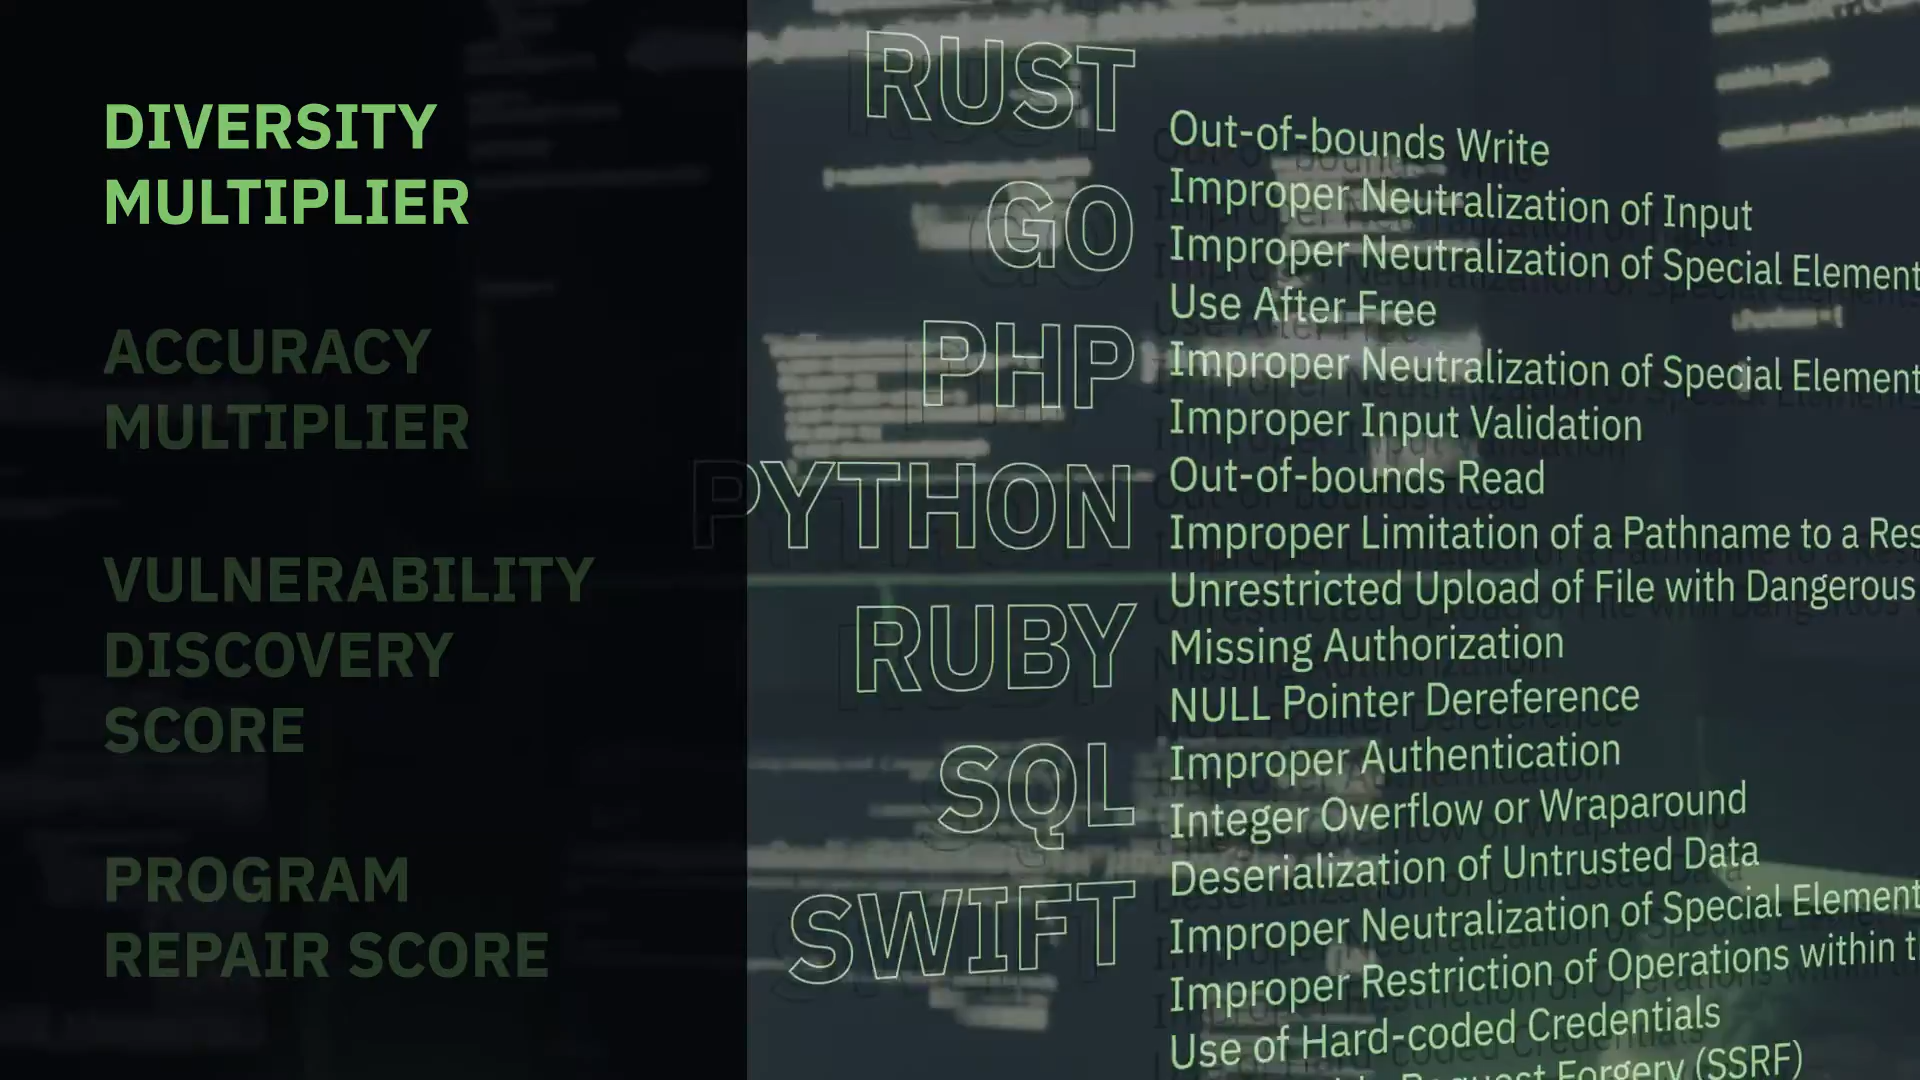 DIVERSITY
MULTIPLIER
ACCURACY
MULTIPLIER
VULNERABILITY
DISCOVERY
SCORE
PROGRAM
REPAIR SCORE
RUST
GO
PHP
PYTHON
RUBY
SQL
SWIFT
Out-of-bounds Write
Improper Neutralization of Input
Improper Neutralization of Special Element
Use After Free
Improper Neutralization of Special Element
Improper Input Validation
Out-of-bounds Read
Improper Limitation of a Pathname to a Res
Unrestricted Upload of File with Dangerous
Missing Authorization
NULL Pointer Dereference
Improper Authentication
Integer Overflow or Wraparound
Deserialization of Untrusted Data
Improper Neutralization of Special Element
Improper Restriction of Operations within
Use of Hard-coded Credentials
Request Forgery (SSRF)